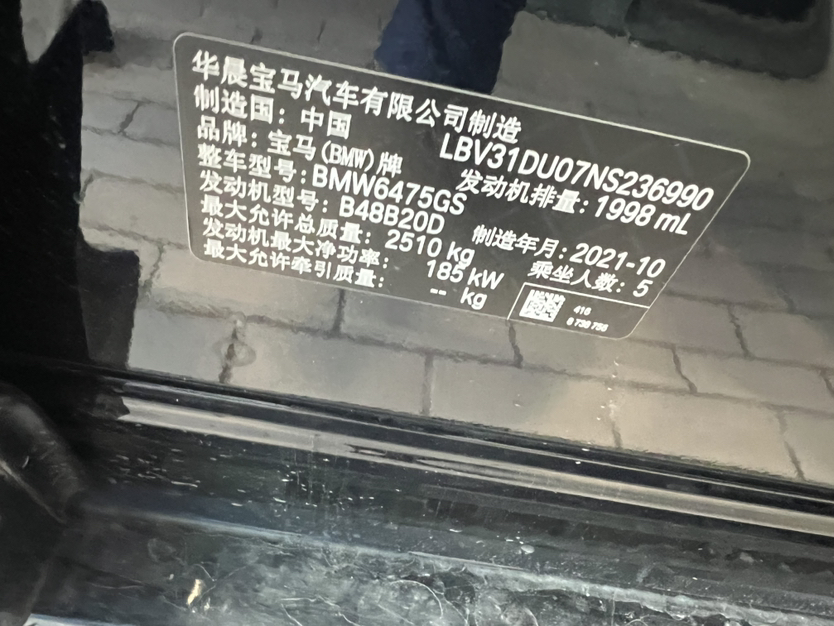 华晨宝马汽车有限公司制造
制造国：中国 LBV31DU07NS236990
品牌：宝马(BMW)牌 发动机排量：1998 mL
整车型号：BMW6475GS
发动机型号：B48B20D 制造年月：2021-10
最大允许总质量：2510 kg 乘坐人数：5
发动机最大净功率：185 kW
最大允许牵引质量：-- kg
416